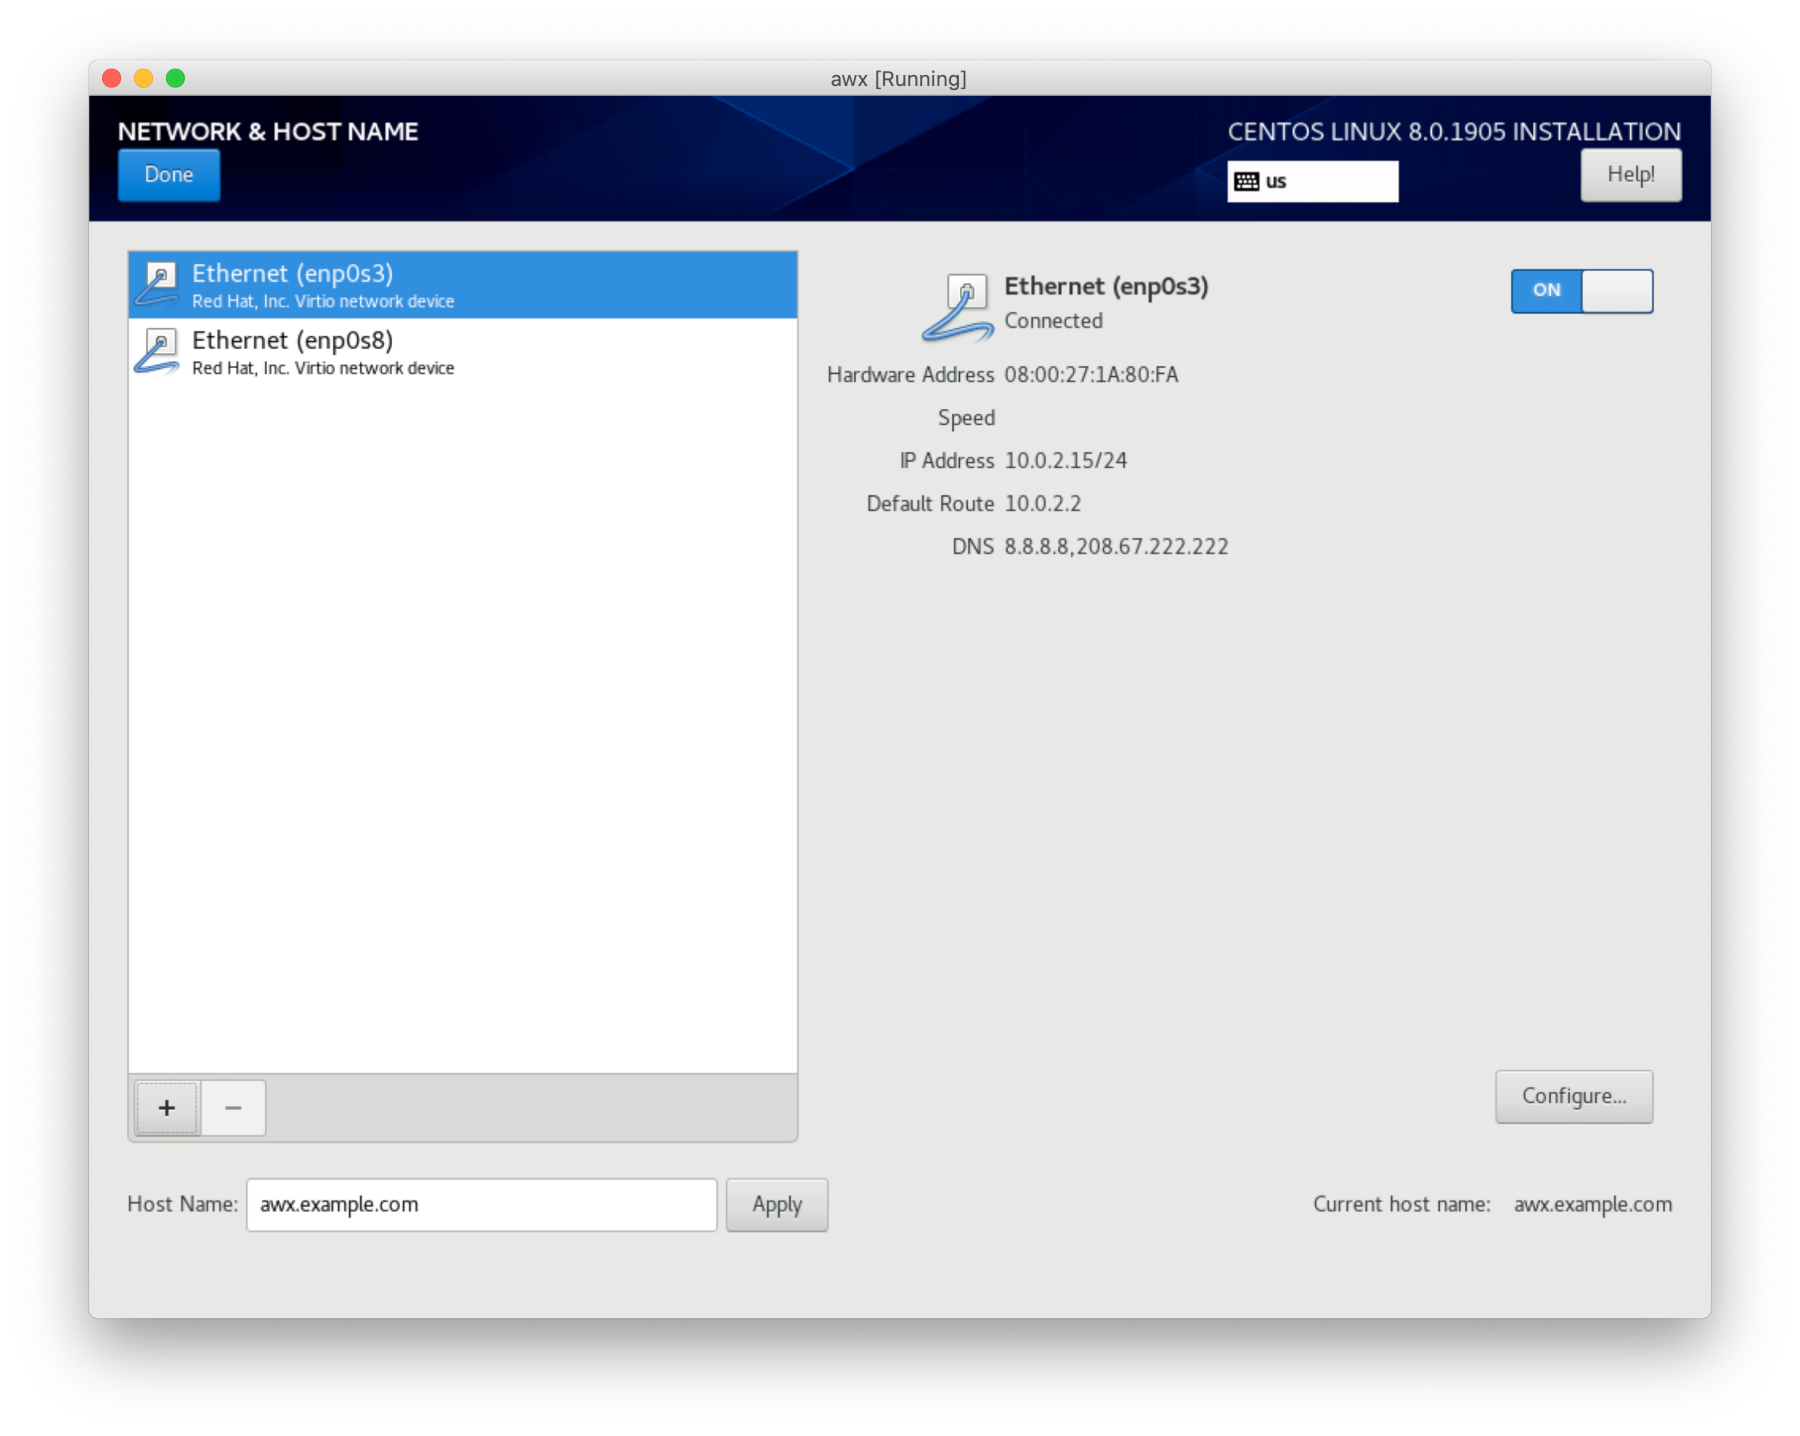 awx [Running]
NETWORK & HOST NAME
CENTOS LINUX 8.0.1905 INSTALLATION
Done
us
Help!
Ethernet (enp0s3)
Red Hat, Inc. Virtio network device
Ethernet (enp0s8)
Red Hat, Inc. Virtio network device
Ethernet (enp0s3)
Connected
ON
Hardware Address 08:00:27:1A:80:FA
Speed
IP Address 10.0.2.15/24
Default Route 10.0.2.2
DNS 8.8.8.8,208.67.222.222
+ −
Configure...
Host Name: awx.example.com
Apply
Current host name: awx.example.com